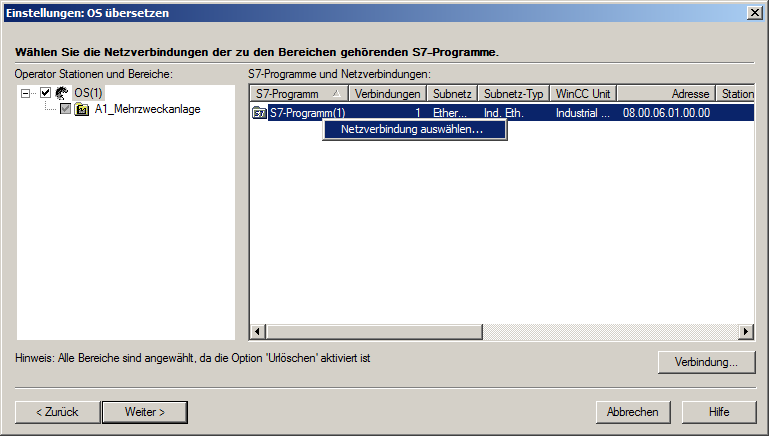 Einstellungen: OS übersetzen
Wählen Sie die Netzverbindungen der zu den Bereichen gehörenden S7-Programme.
Operator Stationen und Bereiche:
OS(1)
A1_Mehrzweckanlage
S7-Programme und Netzverbindungen:
S7-Programm Verbindungen Subnetz Subnetz-Typ WinCC Unit Adresse Station
S7-Programm(1) 1 Ether... Ind. Eth. Industrial ... 08.00.06.01.00.00
Netzverbindung auswählen...
Hinweis: Alle Bereiche sind angewählt, da die Option 'Urlöschen' aktiviert ist
Verbindung...
< Zurück Weiter > Abbrechen Hilfe